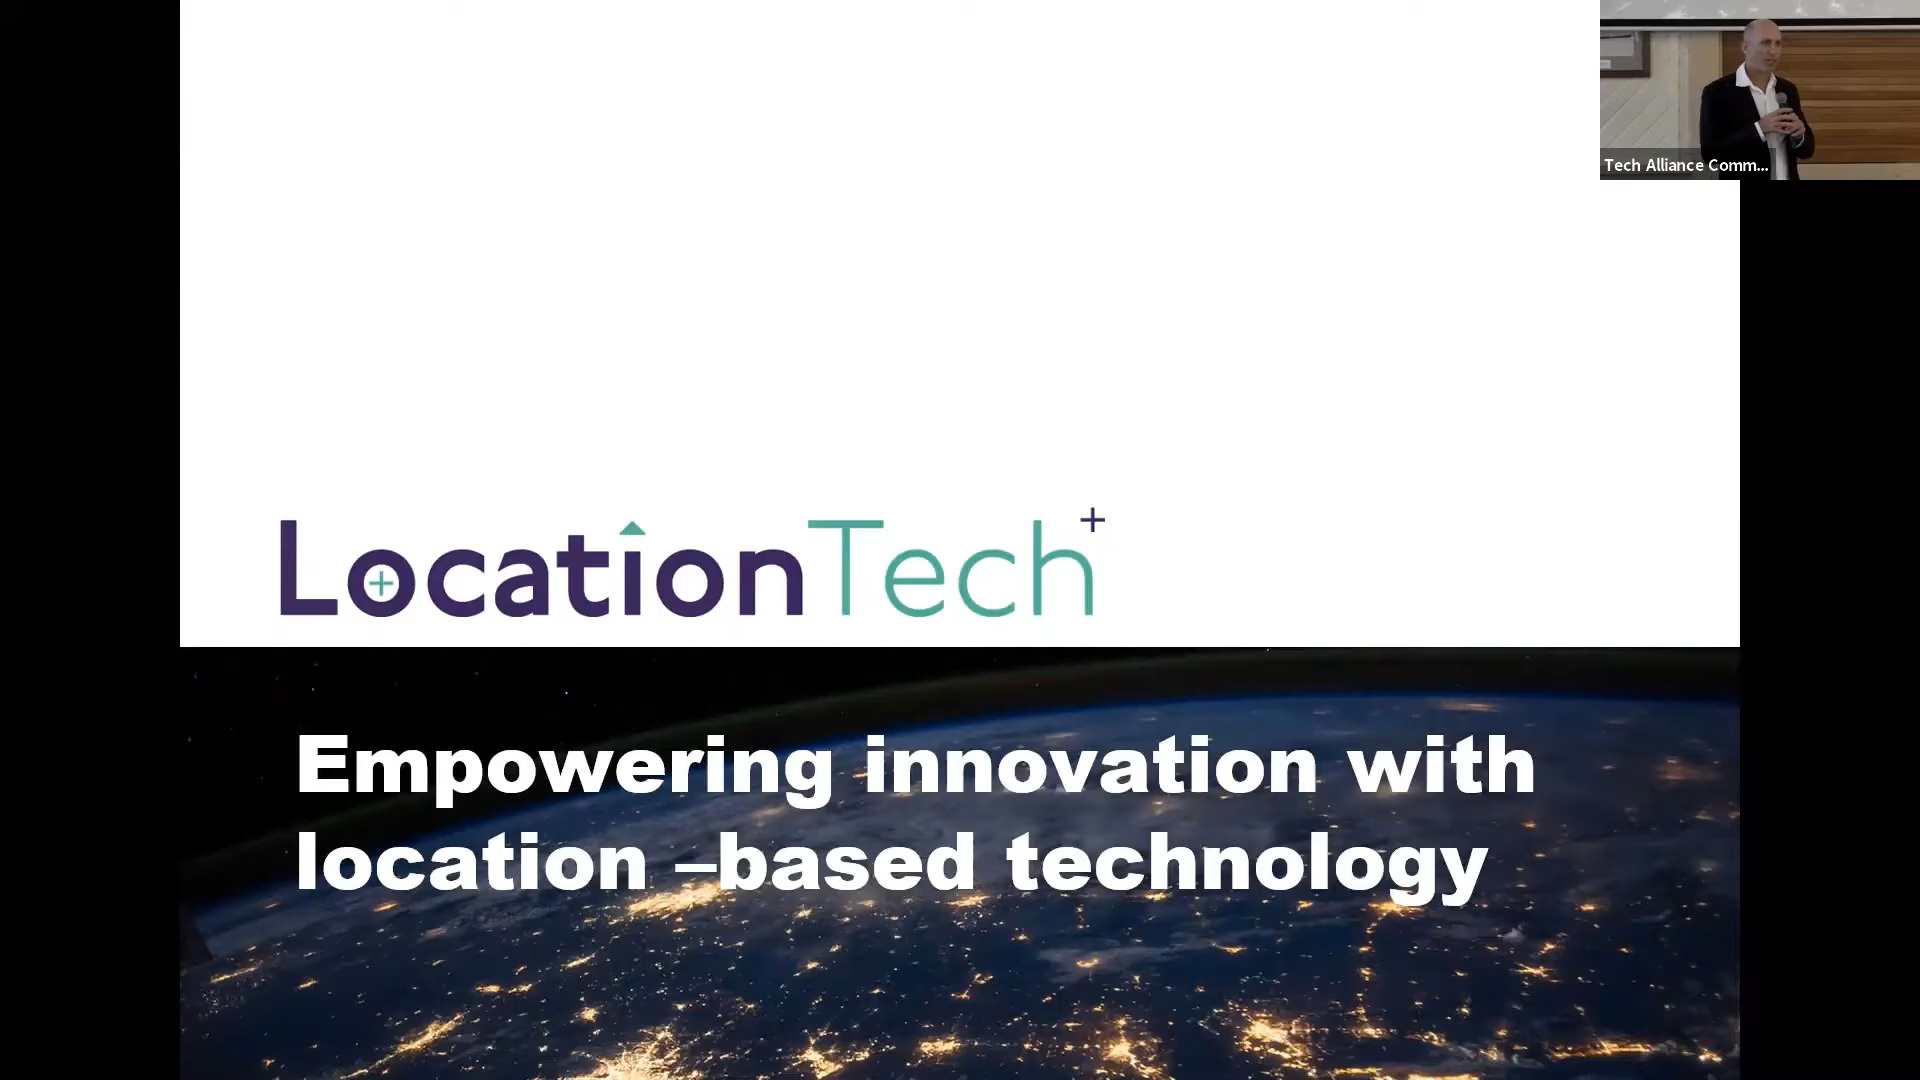 Tech Alliance Comm...
LocationTech+
Empowering innovation with
location –based technology